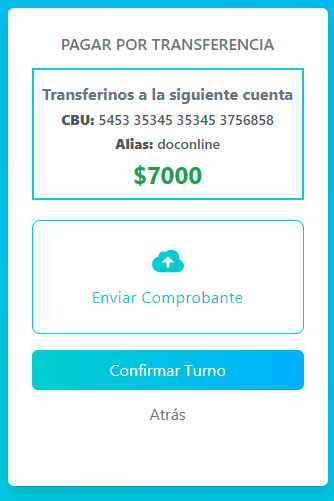 PAGAR POR TRANSFERENCIA
Transferinos a la siguiente cuenta
CBU: 5453 35345 35345 3756858
Alias: doconline
$7000
Enviar Comprobante
Confirmar Turno
Atrás